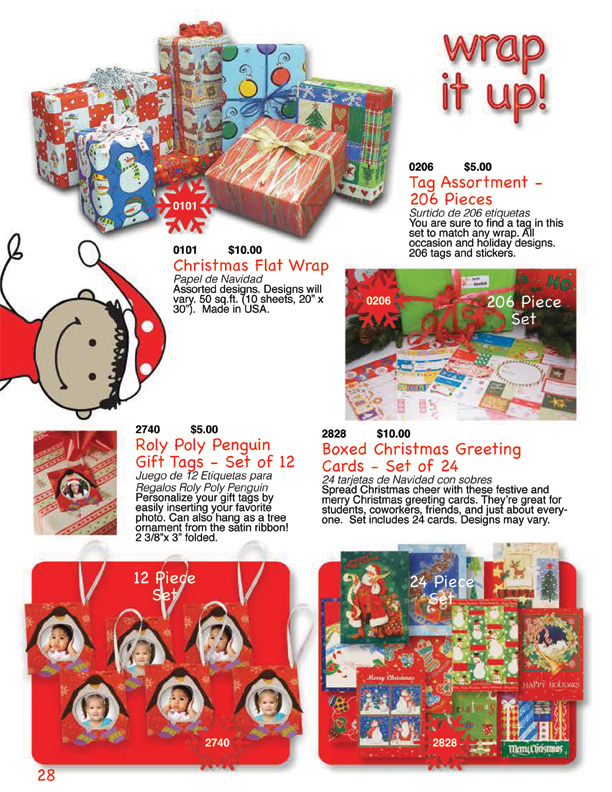 wrap
it up!
0101
0101 $10.00
Christmas Flat Wrap
Papel de Navidad
Assorted designs. Designs will
vary. 50 sq.ft. (10 sheets, 20" x
30"). Made in USA.
0206 $5.00
Tag Assortment –
206 Pieces
Surtido de 206 etiquetas
You are sure to find a tag in this
set to match any wrap. All
occasion and holiday designs.
206 tags and stickers.
0206
206 Piece
Set
2740 $5.00
Roly Poly Penguin
Gift Tags – Set of 12
Juego de 12 Etiquetas para
Regalos Roly Poly Penguin
Personalize your gift tags by
easily inserting your favorite
photo. Can also hang as a tree
ornament from the satin ribbon!
2 3/8"x 3" folded.
2828 $10.00
Boxed Christmas Greeting
Cards – Set of 24
24 tarjetas de Navidad con sobres
Spread Christmas cheer with these festive and
merry Christmas greeting cards. They're great for
students, coworkers, friends, and just about every-
one. Set includes 24 cards. Designs may vary.
12 Piece
Set
2740
24 Piece
Set
Merry Christmas
HAPPY HOLIDAYS
Christmas
Merry Christmas
2828
28